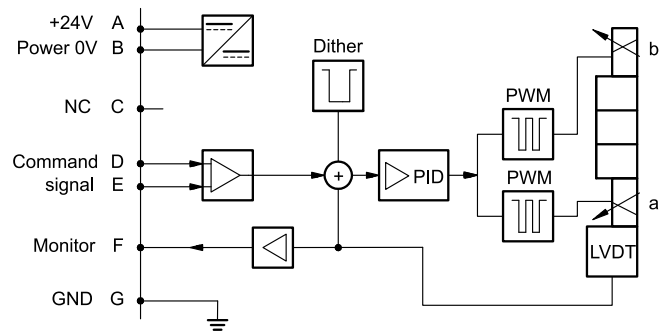 +24V A
Power 0V B
Dither
b
PWM
NC C
Command D
signal E
+
PID
PWM
a
Monitor F
LVDT
GND G